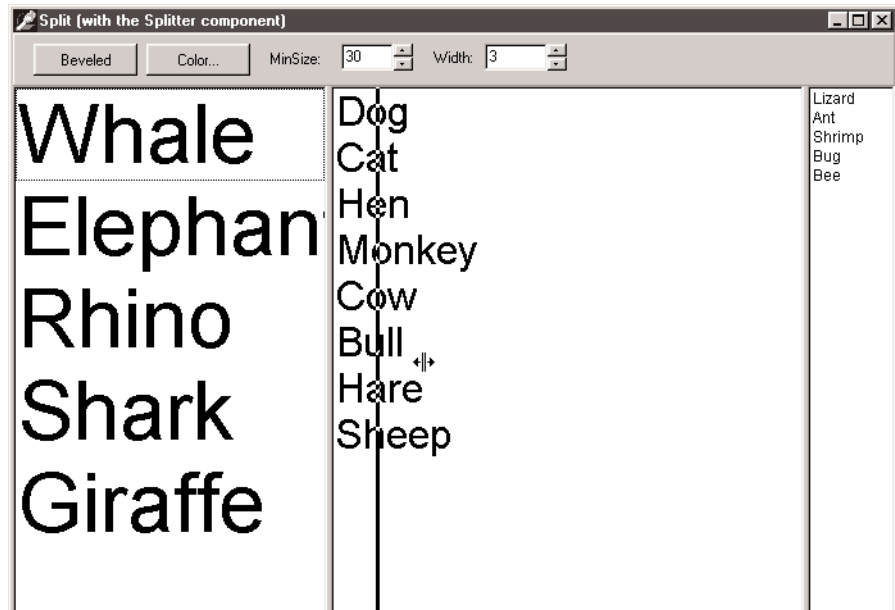 Split (with the Splitter component)
Beveled Color... MinSize: 30 Width: 3
Whale
Elephant
Rhino
Shark
Giraffe
Dog
Cat
Hen
Monkey
Cow
Bull
Hare
Sheep
Lizard
Ant
Shrimp
Bug
Bee